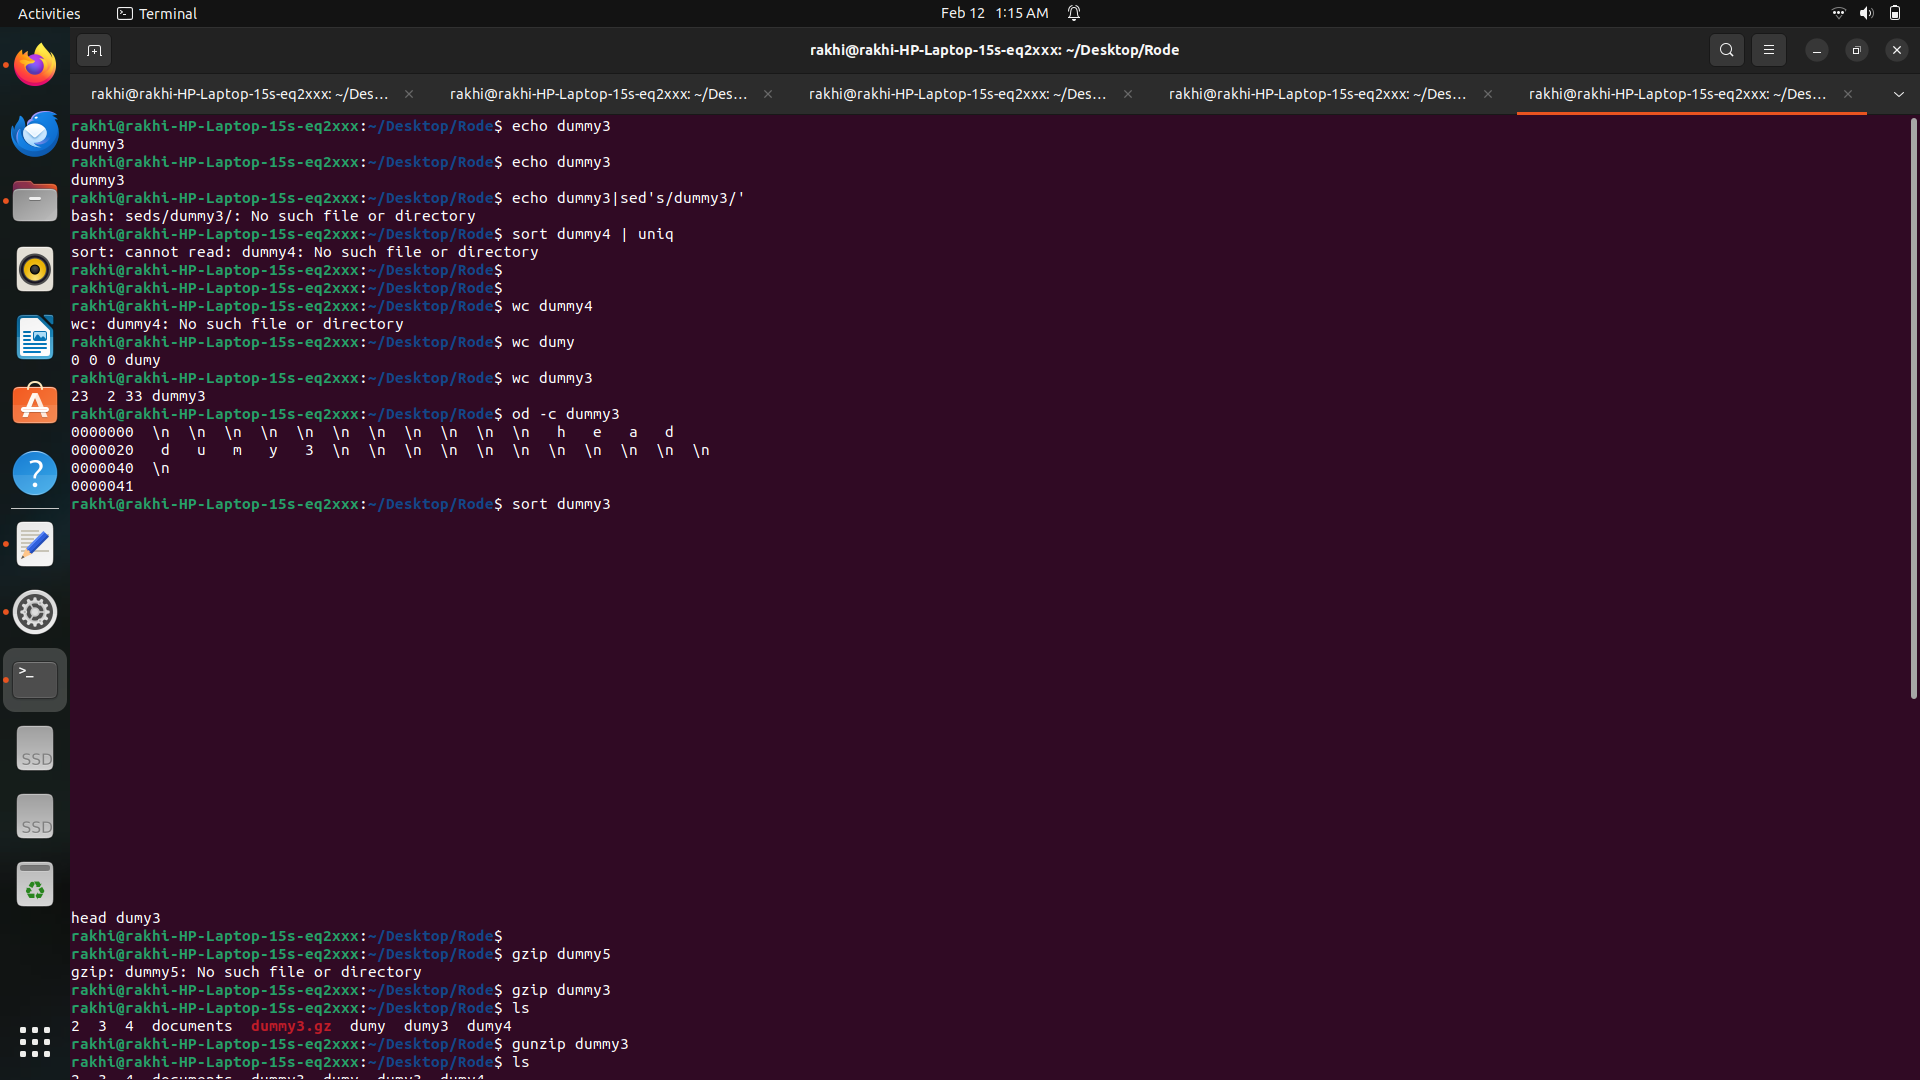 Activities Terminal Feb 12 1:15 AM
rakhi@rakhi-HP-Laptop-15s-eq2xxx: ~/Desktop/Rode
rakhi@rakhi-HP-Laptop-15s-eq2xxx: ~/Des... rakhi@rakhi-HP-Laptop-15s-eq2xxx: ~/Des... rakhi@rakhi-HP-Laptop-15s-eq2xxx: ~/Des... rakhi@rakhi-HP-Laptop-15s-eq2xxx: ~/Des... rakhi@rakhi-HP-Laptop-15s-eq2xxx: ~/Des...
rakhi@rakhi-HP-Laptop-15s-eq2xxx:~/Desktop/Rode$ echo dummy3
dummy3
rakhi@rakhi-HP-Laptop-15s-eq2xxx:~/Desktop/Rode$ echo dummy3
dummy3
rakhi@rakhi-HP-Laptop-15s-eq2xxx:~/Desktop/Rode$ echo dummy3|sed's/dummy3/'
bash: seds/dummy3/: No such file or directory
rakhi@rakhi-HP-Laptop-15s-eq2xxx:~/Desktop/Rode$ sort dummy4 | uniq
sort: cannot read: dummy4: No such file or directory
rakhi@rakhi-HP-Laptop-15s-eq2xxx:~/Desktop/Rode$
rakhi@rakhi-HP-Laptop-15s-eq2xxx:~/Desktop/Rode$
rakhi@rakhi-HP-Laptop-15s-eq2xxx:~/Desktop/Rode$ wc dummy4
wc: dummy4: No such file or directory
rakhi@rakhi-HP-Laptop-15s-eq2xxx:~/Desktop/Rode$ wc dumy
0 0 0 dumy
rakhi@rakhi-HP-Laptop-15s-eq2xxx:~/Desktop/Rode$ wc dummy3
23  2 33 dummy3
rakhi@rakhi-HP-Laptop-15s-eq2xxx:~/Desktop/Rode$ od -c dummy3
0000000  \n  \n  \n  \n  \n  \n  \n  \n  \n  \n  \n   h   e   a   d
0000020   d   u   m   y   3  \n  \n  \n  \n  \n  \n  \n  \n  \n  \n  \n
0000040  \n
0000041
rakhi@rakhi-HP-Laptop-15s-eq2xxx:~/Desktop/Rode$ sort dummy3
head dumy3
rakhi@rakhi-HP-Laptop-15s-eq2xxx:~/Desktop/Rode$
rakhi@rakhi-HP-Laptop-15s-eq2xxx:~/Desktop/Rode$ gzip dummy5
gzip: dummy5: No such file or directory
rakhi@rakhi-HP-Laptop-15s-eq2xxx:~/Desktop/Rode$ gzip dummy3
rakhi@rakhi-HP-Laptop-15s-eq2xxx:~/Desktop/Rode$ ls
2  3  4  documents  dummy3.gz  dumy  dumy3  dumy4
rakhi@rakhi-HP-Laptop-15s-eq2xxx:~/Desktop/Rode$ gunzip dummy3
rakhi@rakhi-HP-Laptop-15s-eq2xxx:~/Desktop/Rode$ ls
2  3  4  documents  dummy3  dumy  dumy3  dumy4
SSD
SSD